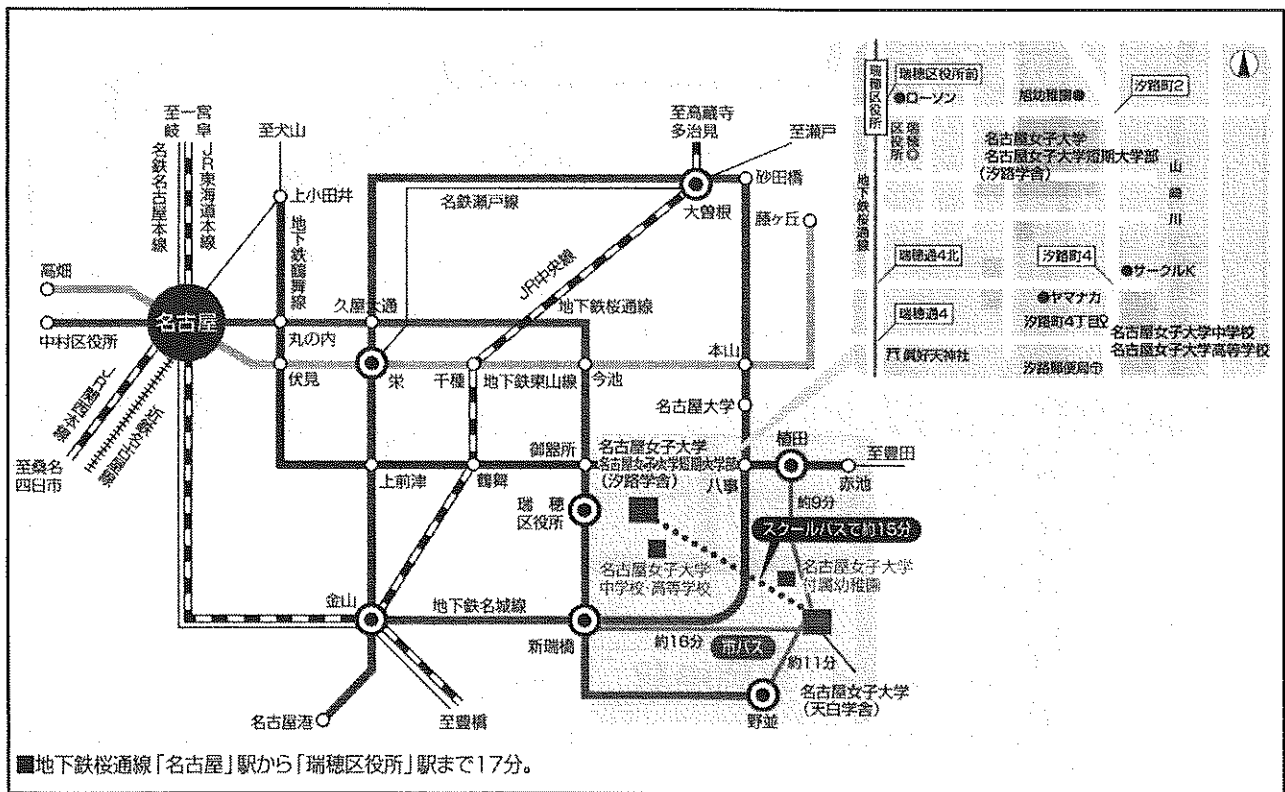 至一宮
岐阜
名鉄名古屋本線
JR東海道本線
至犬山
上小田井
地下鉄鶴舞線
高畑
名古屋
中村区役所
JR関西本線
近鉄名古屋線
至桑名
四日市
丸の内
伏見
久屋大通
栄
名鉄瀬戸線
JR中央線
地下鉄桜通線
千種
地下鉄東山線
今池
至高蔵寺
多治見
至瀬戸
大曽根
砂田橋
藤ヶ丘
本山
名古屋大学
御器所
上前津
鶴舞
八事
植田
至豊田
赤池
名古屋女子大学
名古屋女子大学短期大学部
(汐路学舎)
瑞穂
区役所
名古屋女子大学
中学校・高等学校
約9分
スクールバスで約15分
名古屋女子大学
付属幼稚園
金山
地下鉄名城線
新瑞橋
約16分
市バス
約11分
名古屋女子大学
(天白学舎)
野並
名古屋港
至豊橋
瑞穂区役所
地下鉄桜通線
瑞穂区役所前
●ローソン
瑞穂
区役所
旭幼稚園●
汐路町2
名古屋女子大学
名古屋女子大学短期大学部
(汐路学舎)
山崎川
瑞穂通4北
汐路町4
●サークルK
瑞穂通4
●ヤマナカ
汐路町4丁目
名古屋女子大学中学校
名古屋女子大学高等学校
眞好天神社
汐路郵便局
■地下鉄桜通線「名古屋」駅から「瑞穂区役所」駅まで17分。